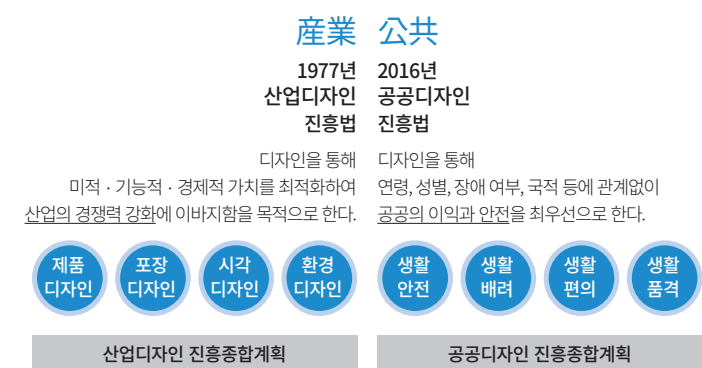 産業
1977년
산업디자인
진흥법
디자인을 통해
미적 · 기능적 · 경제적 가치를 최적화하여
산업의 경쟁력 강화에 이바지함을 목적으로 한다.
제품
디자인
포장
디자인
시각
디자인
환경
디자인
산업디자인 진흥종합계획
公共
2016년
공공디자인
진흥법
디자인을 통해
연령, 성별, 장애 여부, 국적 등에 관계없이
공공의 이익과 안전을 최우선으로 한다.
생활
안전
생활
배려
생활
편의
생활
품격
공공디자인 진흥종합계획